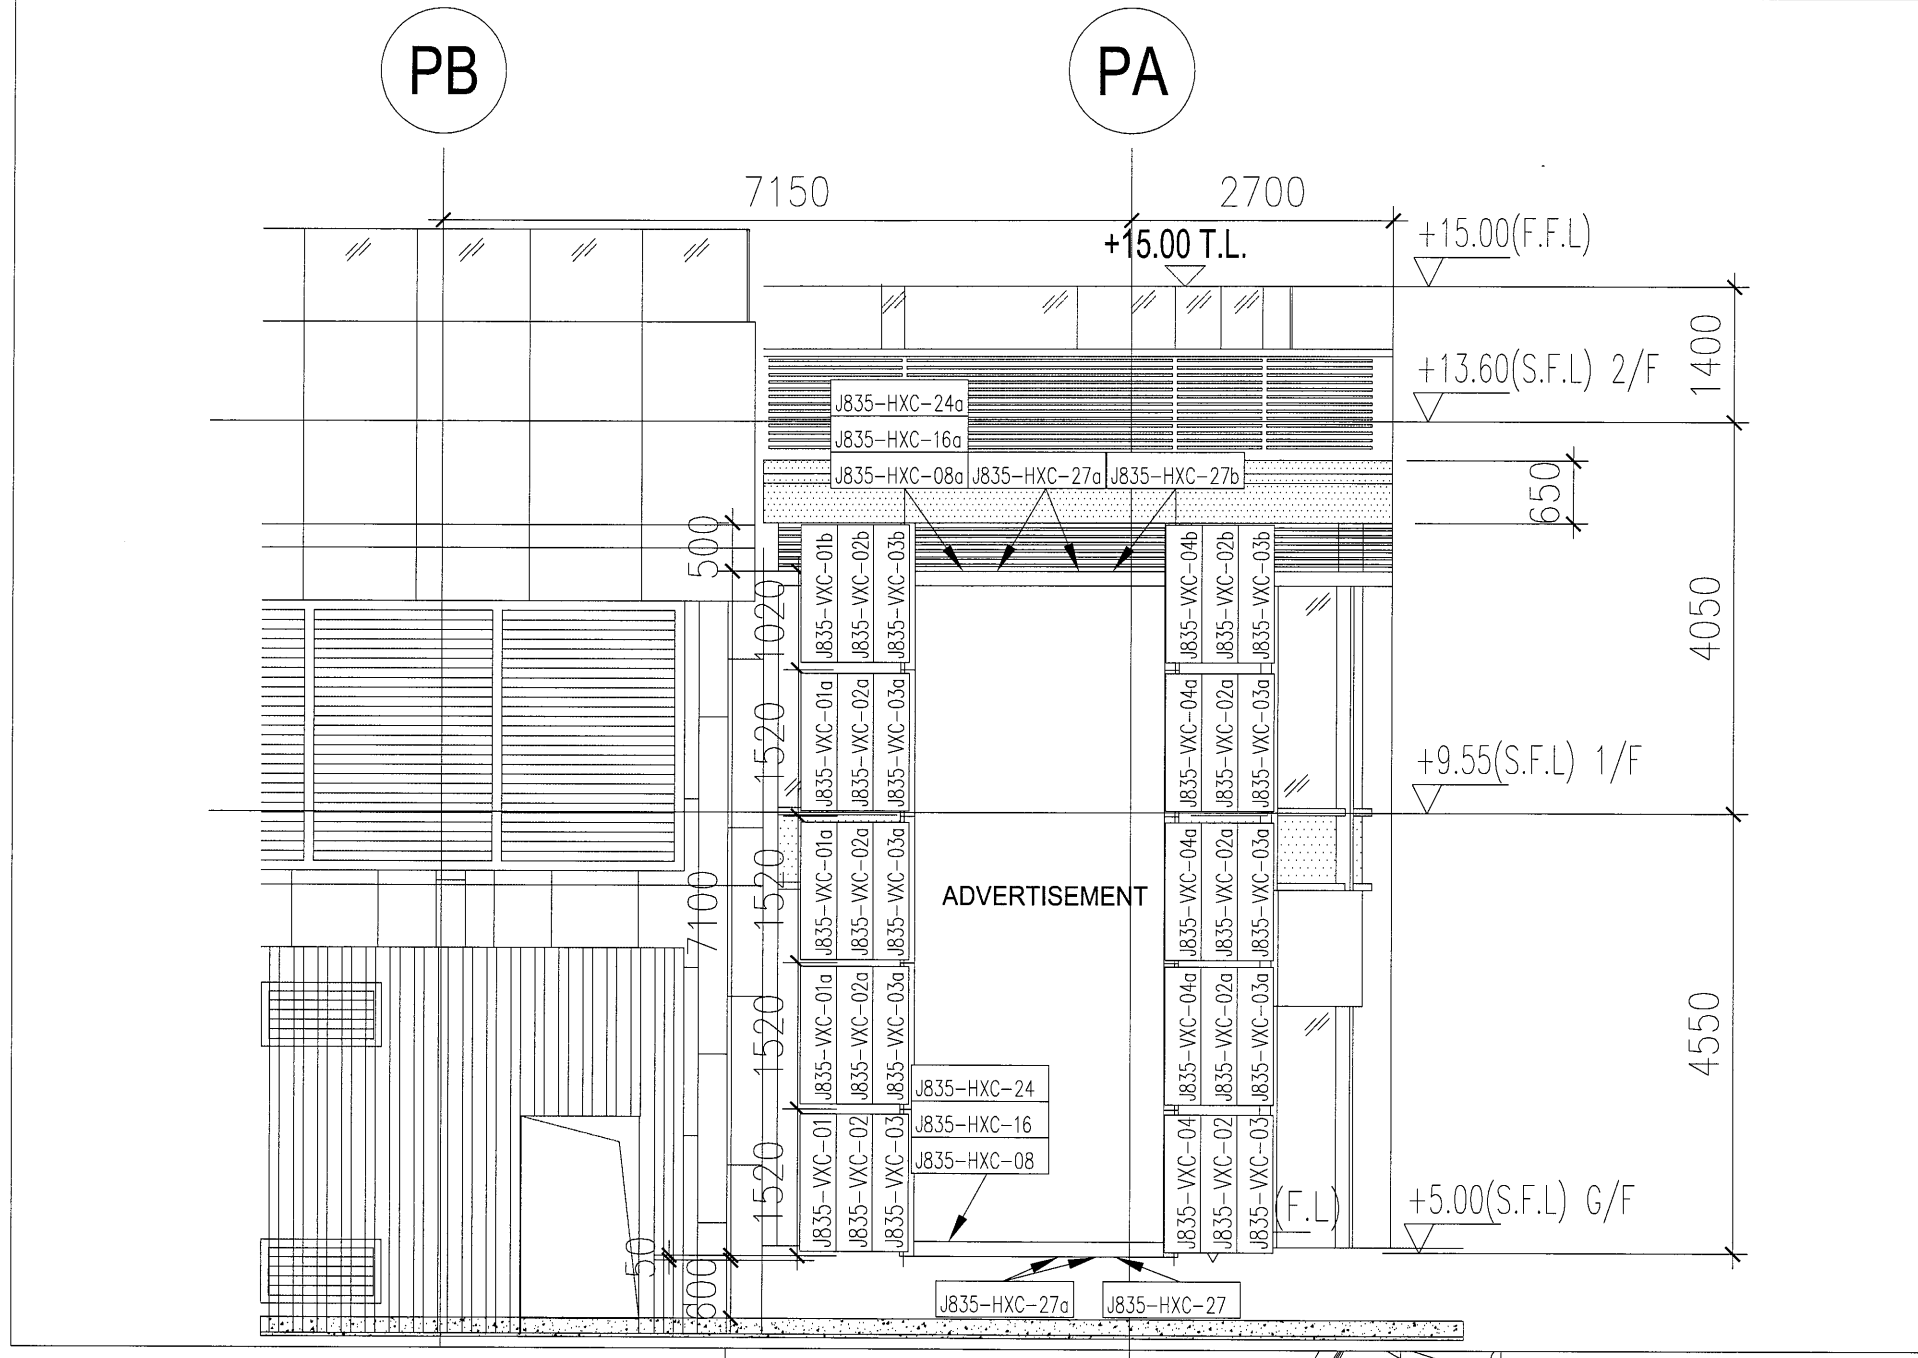 PB
PA
7150
2700
+15.00 T.L.
+15.00(F.F.L)
1400
+13.60(S.F.L) 2/F
J835-HXC-24a
J835-HXC-16a
J835-HXC-08a
J835-HXC-27a
J835-HXC-27b
650
500
4050
J835-VXC-01b
J835-VXC-02b
J835-VXC-03b
J835-VXC-04b
J835-VXC-02b
J835-VXC-03b
1020
J835-VXC-01a
J835-VXC-02a
J835-VXC-03a
J835-VXC-04a
J835-VXC-02a
J835-VXC-03a
1520
+9.55(S.F.L) 1/F
J835-VXC-01a
J835-VXC-02a
J835-VXC-03a
J835-VXC-04a
J835-VXC-02a
J835-VXC-03a
1520
7100
ADVERTISEMENT
J835-VXC-01a
J835-VXC-02a
J835-VXC-03a
J835-VXC-04a
J835-VXC-02a
J835-VXC-03a
1520
4550
J835-HXC-24
J835-HXC-16
J835-HXC-08
J835-VXC-01
J835-VXC-02
J835-VXC-03
J835-VXC-04
J835-VXC-02
J835-VXC-03
1520
(F.L)
+5.00(S.F.L) G/F
50
600
J835-HXC-27a
J835-HXC-27